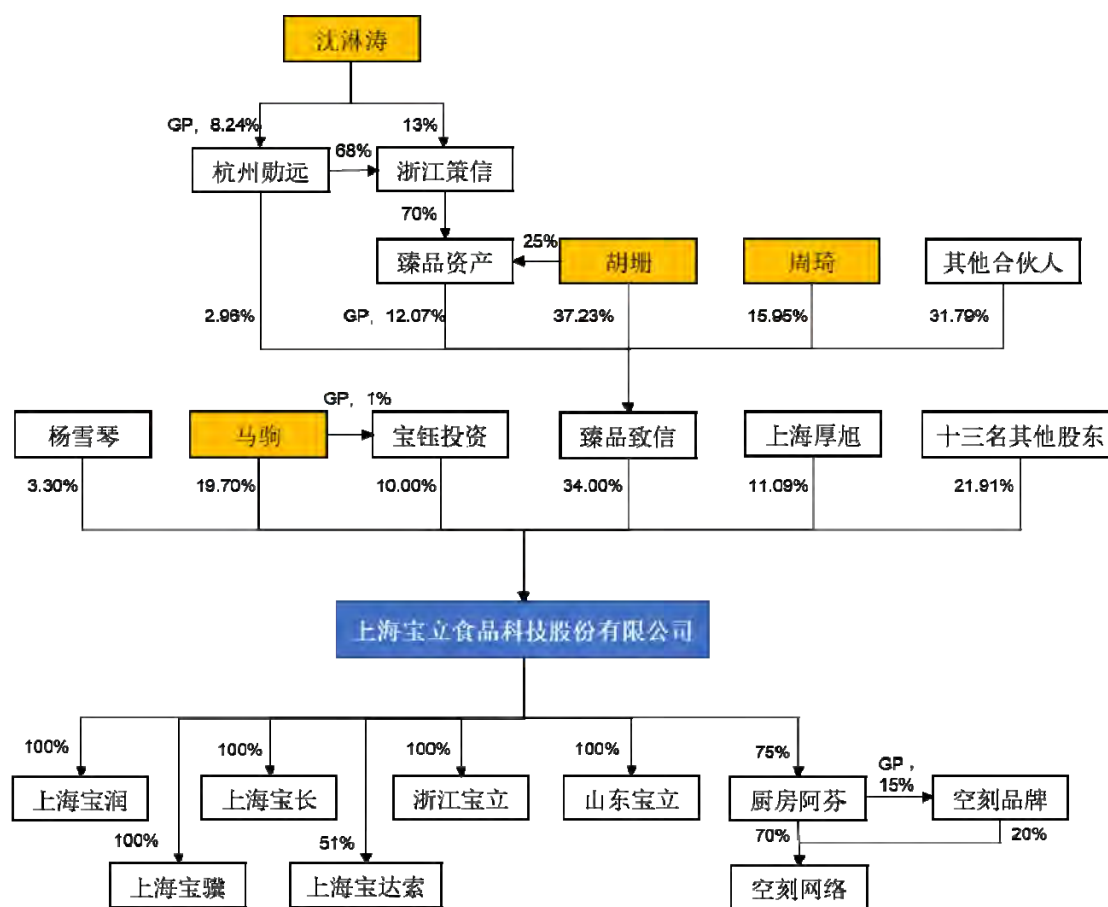 沈淋涛
GP，8.24%
13%
杭州勋远
68%
浙江策信
70%
25%
臻品资产
胡珊
周琦
其他合伙人
2.96%
GP，12.07%
37.23%
15.95%
31.79%
GP，1%
杨雪琴
马驹
宝钰投资
臻品致信
上海厚旭
十三名其他股东
3.30%
19.70%
10.00%
34.00%
11.09%
21.91%
上海宝立食品科技股份有限公司
100%
100%
100%
100%
75%
GP，
15%
上海宝润
上海宝长
浙江宝立
山东宝立
厨房阿芬
空刻品牌
100%
51%
70%
20%
上海宝骥
上海宝达索
空刻网络